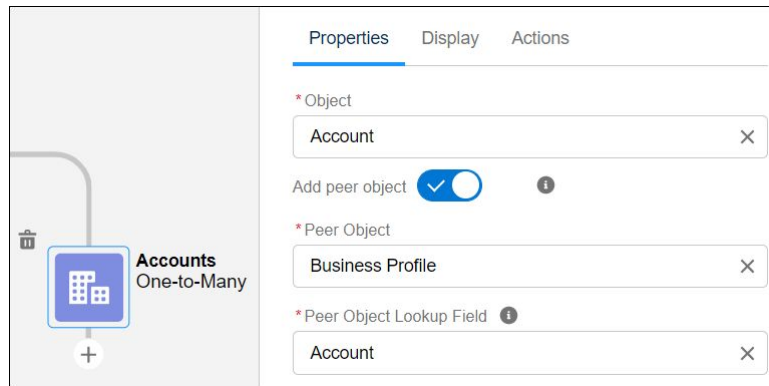 Properties Display Actions
* Object
Account
Add peer object
* Peer Object
Accounts
One-to-Many
Business Profile
* Peer Object Lookup Field
Account